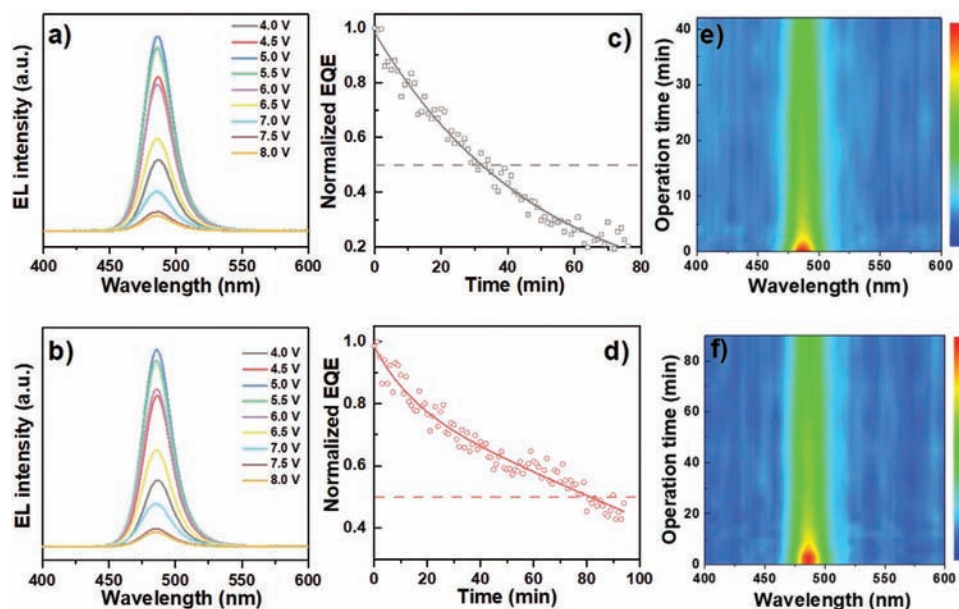 a)
EL intensity (a.u.)
4.0 V
4.5 V
5.0 V
5.5 V
6.0 V
6.5 V
7.0 V
7.5 V
8.0 V
400 450 500 550 600
Wavelength (nm)
c)
Normalized EQE
1.0
0.8
0.6
0.4
0.2
0 20 40 60 80
Time (min)
e)
Operation time (min)
40
30
20
10
0
400 450 500 550 600
Wavelength (nm)
b)
EL intensity (a.u.)
4.0 V
4.5 V
5.0 V
5.5 V
6.0 V
6.5 V
7.0 V
7.5 V
8.0 V
400 450 500 550 600
Wavelength (nm)
d)
Normalized EQE
1.0
0.8
0.6
0.4
0 20 40 60 80 100
Time (min)
f)
Operation time (min)
80
60
40
20
0
400 450 500 550 600
Wavelength (nm)